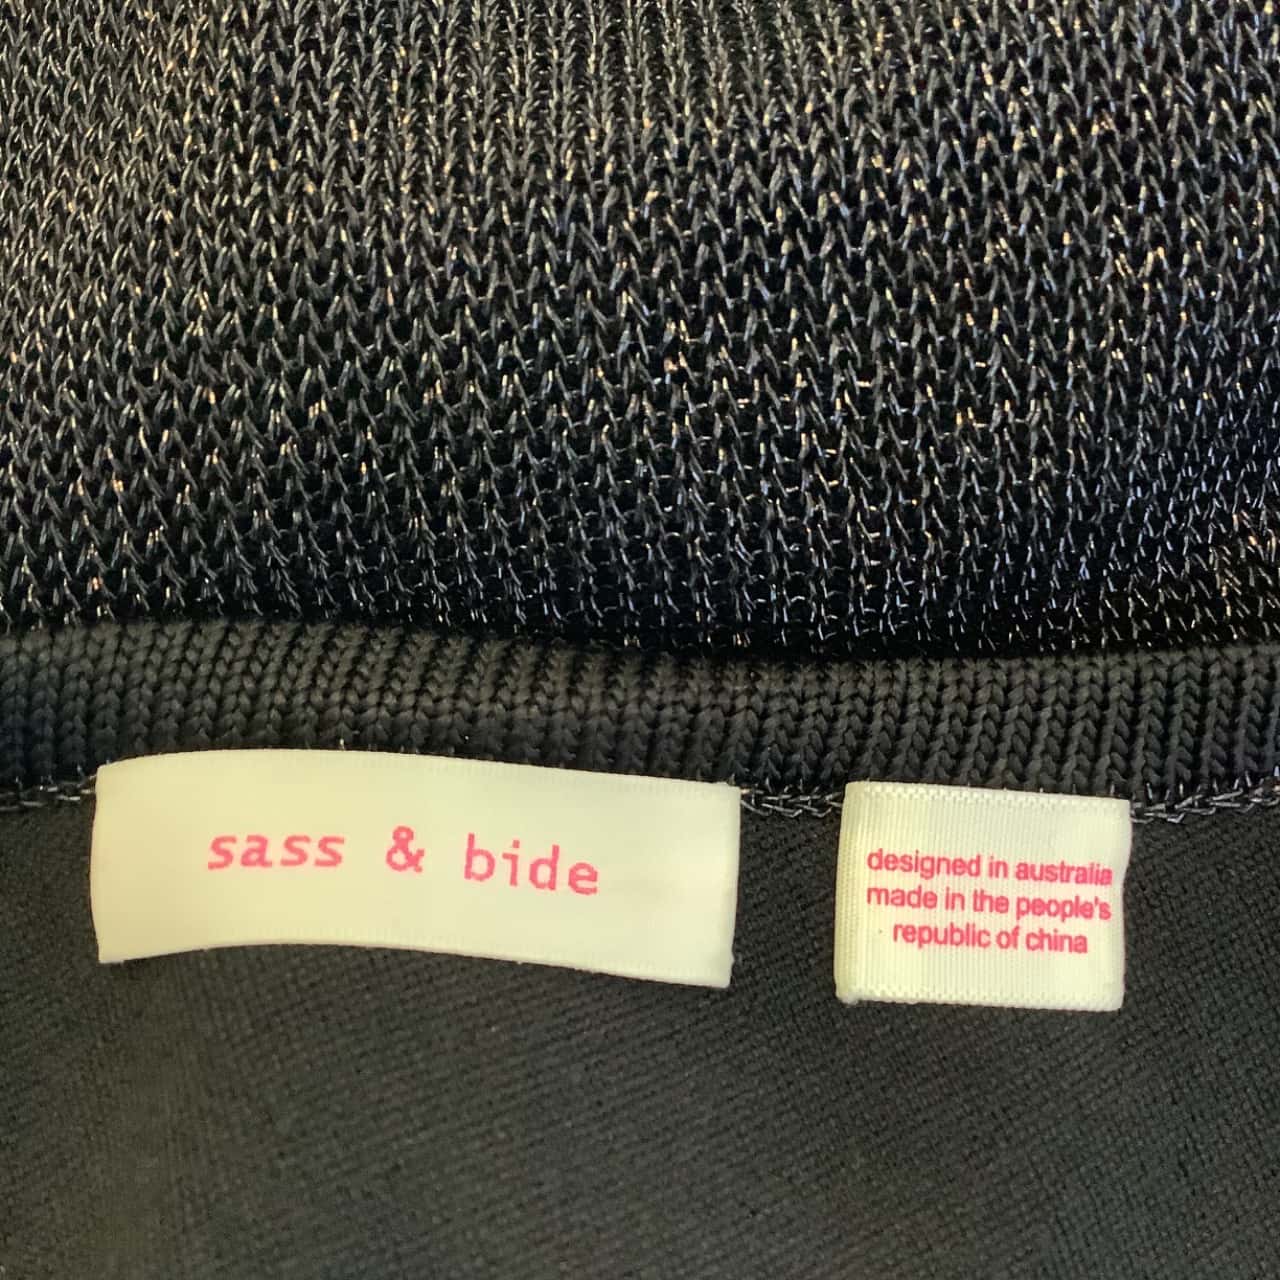 sass & bide
designed in australia
made in the people's
republic of china